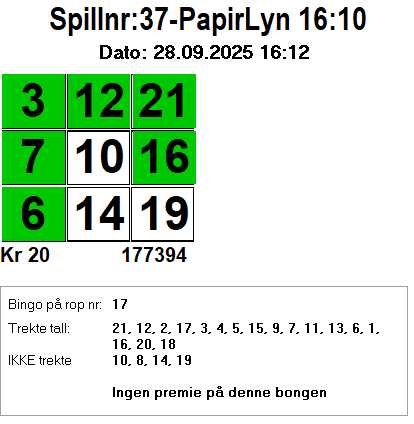 Spillnr:37-PapirLyn 16:10
Dato: 28.09.2025 16:12
3 12 21
7 10 16
6 14 19
Kr 20 177394
Bingo på rop nr: 17
Trekte tall: 21, 12, 2, 17, 3, 4, 5, 15, 9, 7, 11, 13, 6, 1,
16, 20, 18
IKKE trekte 10, 8, 14, 19
Ingen premie på denne bongen